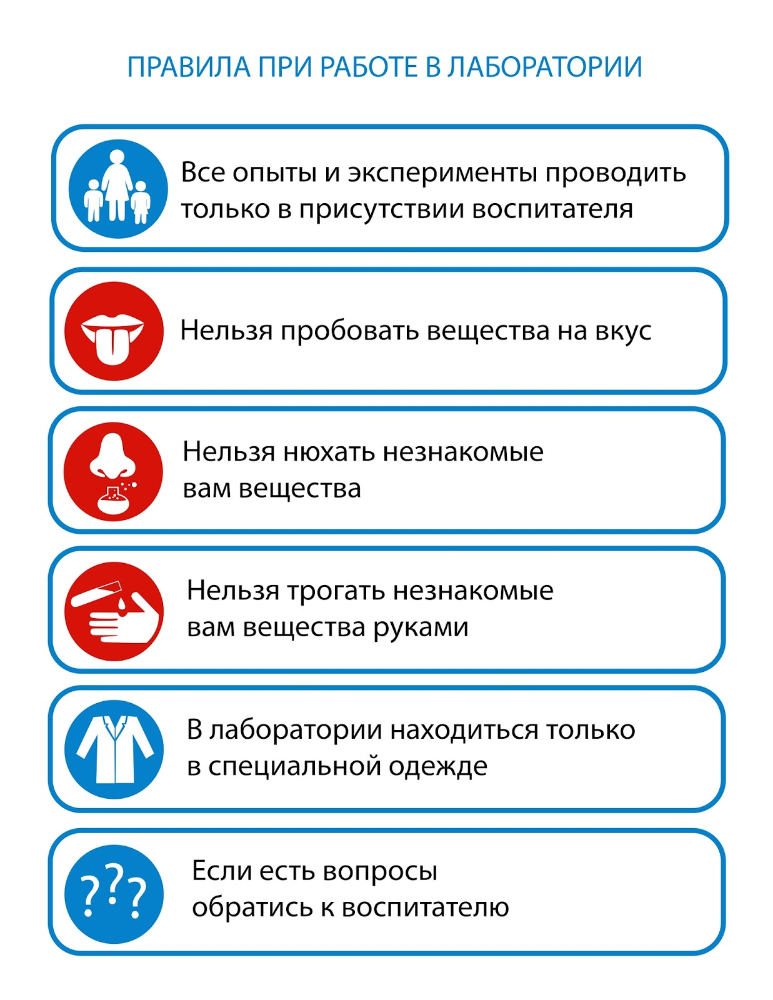 ПРАВИЛА ПРИ РАБОТЕ В ЛАБОРАТОРИИ
Все опыты и эксперименты проводить
только в присутствии воспитателя
Нельзя пробовать вещества на вкус
Нельзя нюхать незнакомые
вам вещества
Нельзя трогать незнакомые
вам вещества руками
В лаборатории находиться только
в специальной одежде
???
Если есть вопросы
обратись к воспитателю